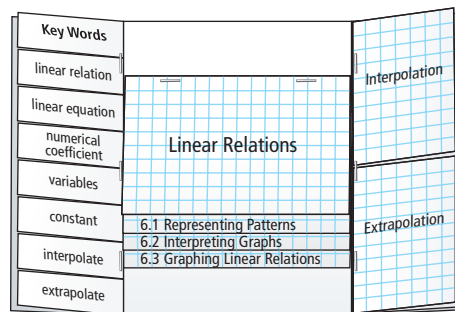 Key Words
linear relation
linear equation
numerical
coefficient
variables
constant
interpolate
extrapolate
Linear Relations
6.1 Representing Patterns
6.2 Interpreting Graphs
6.3 Graphing Linear Relations
Interpolation
Extrapolation